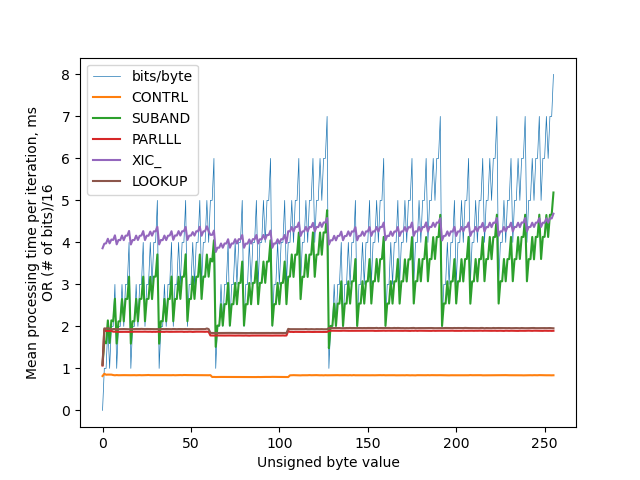 8
7
6
5
4
3
2
1
0
Mean processing time per iteration, ms
OR (# of bits)/16
bits/byte
CONTRL
SUBAND
PARLLL
XIC_
LOOKUP
0 50 100 150 200 250
Unsigned byte value